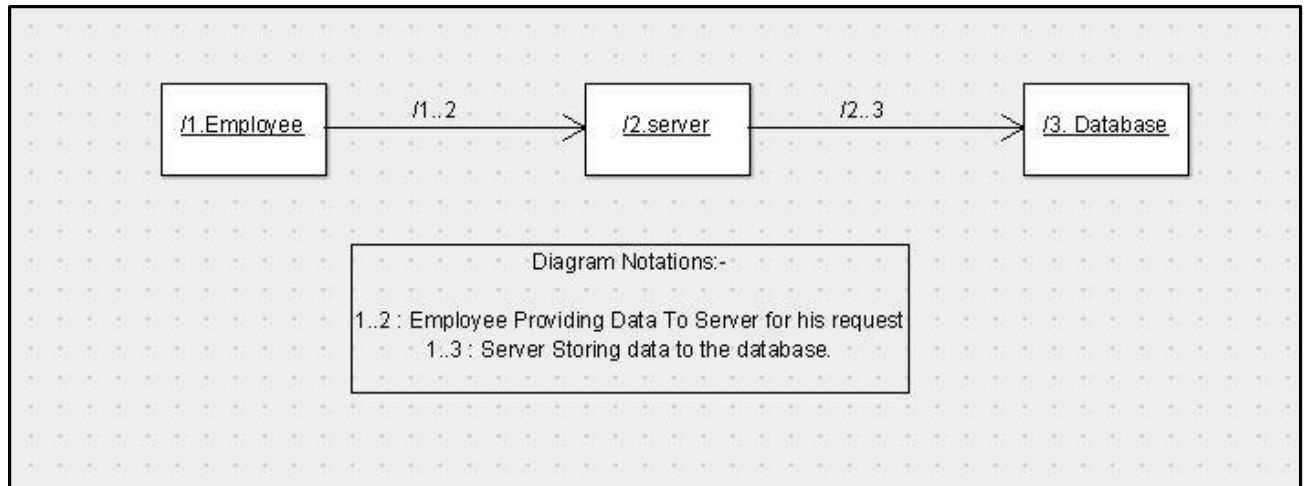 /1..2
/2..3
/1.Employee
/2.server
/3. Database
Diagram Notations:-
1..2 : Employee Providing Data To Server for his request
1..3 : Server Storing data to the database.